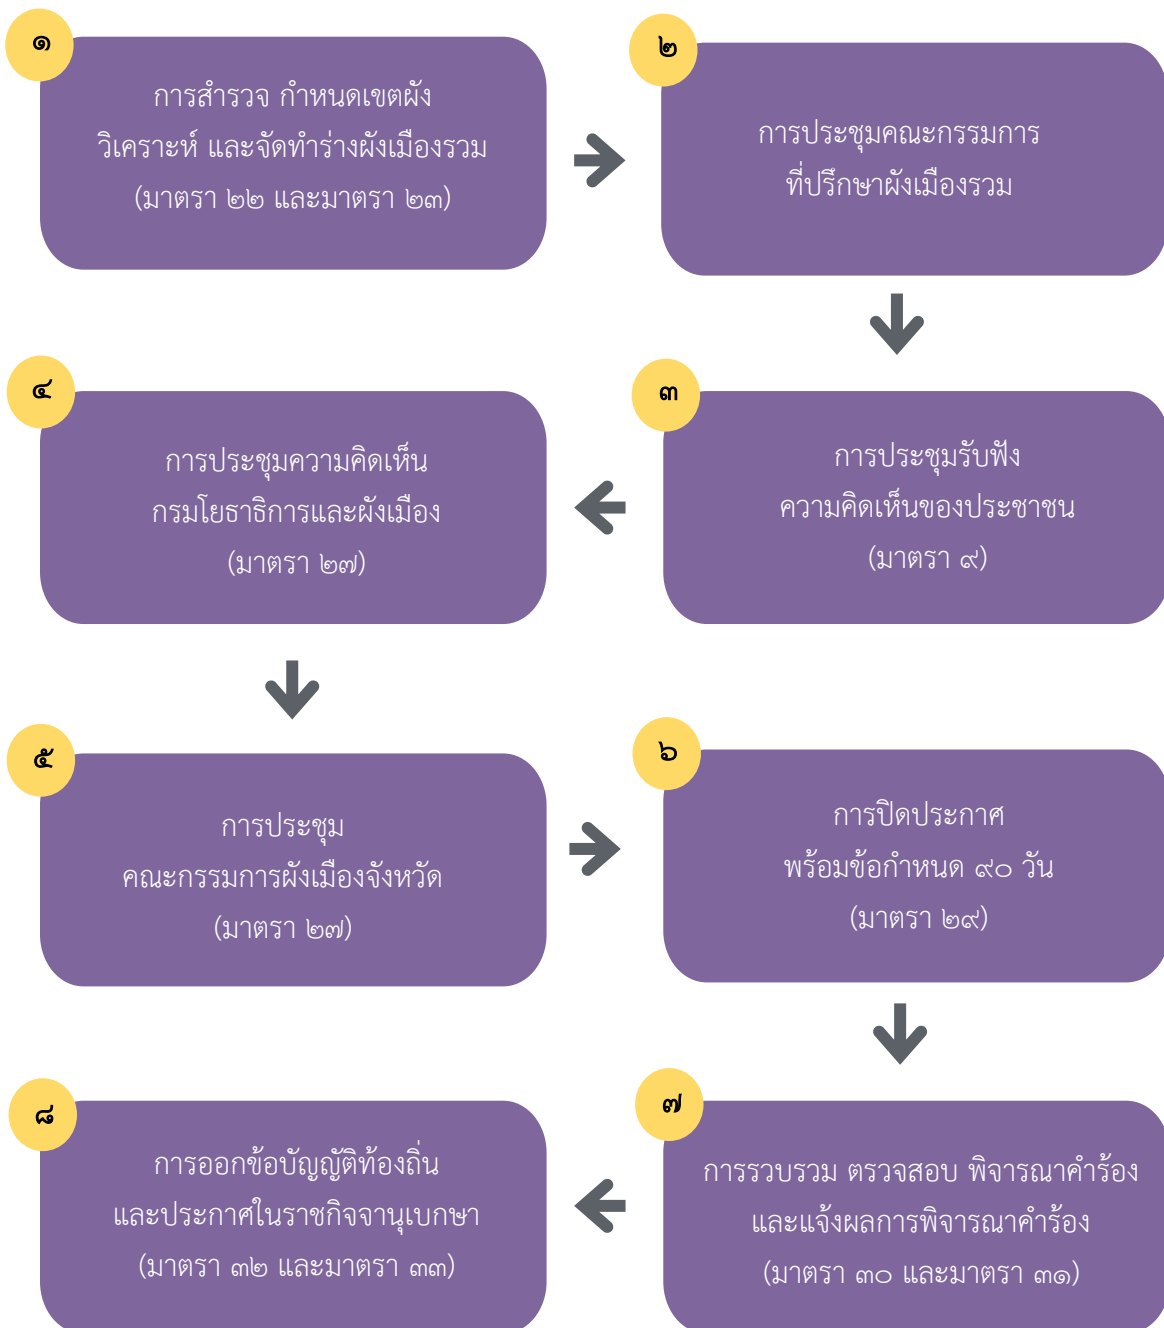 ๑
การสำรวจ กำหนดเขตผัง
วิเคราะห์ และจัดทำร่างผังเมืองรวม
(มาตรา ๒๒ และมาตรา ๒๓)
๒
การประชุมคณะกรรมการ
ที่ปรึกษาผังเมืองรวม
๓
การประชุมรับฟัง
ความคิดเห็นของประชาชน
(มาตรา ๙)
๔
การประชุมความคิดเห็น
กรมโยธาธิการและผังเมือง
(มาตรา ๒๗)
๕
การประชุม
คณะกรรมการผังเมืองจังหวัด
(มาตรา ๒๗)
๖
การปิดประกาศ
พร้อมข้อกำหนด ๙๐ วัน
(มาตรา ๒๙)
๗
การรวบรวม ตรวจสอบ พิจารณาคำร้อง
และแจ้งผลการพิจารณาคำร้อง
(มาตรา ๓๐ และมาตรา ๓๑)
๘
การออกข้อบัญญัติท้องถิ่น
และประกาศในราชกิจจานุเบกษา
(มาตรา ๓๒ และมาตรา ๓๓)